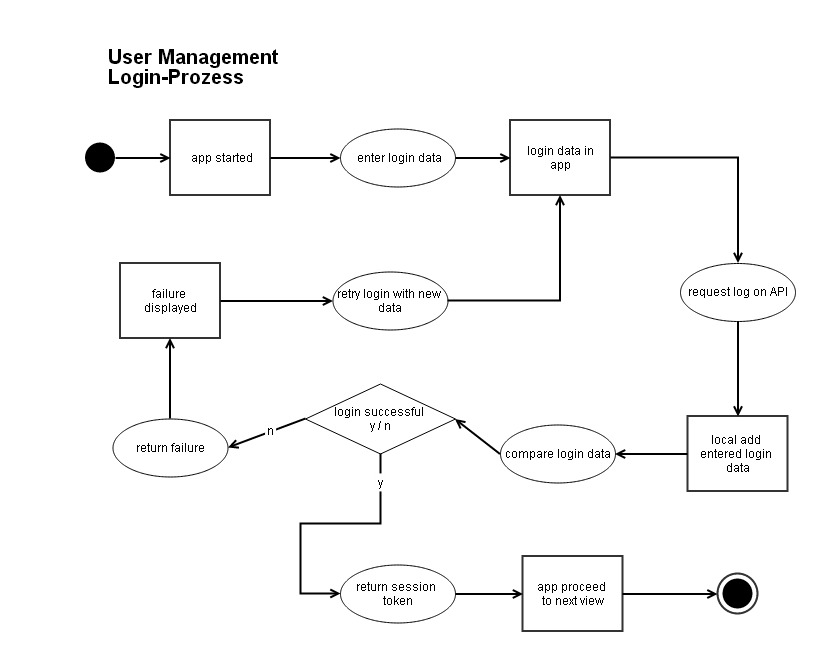 User Management
Login-Prozess
app started
enter login data
login data in
app
failure
displayed
retry login with new
data
request log on API
login successful
y / n
n
return failure
compare login data
local add
entered login
data
y
return session
token
app proceed
to next view